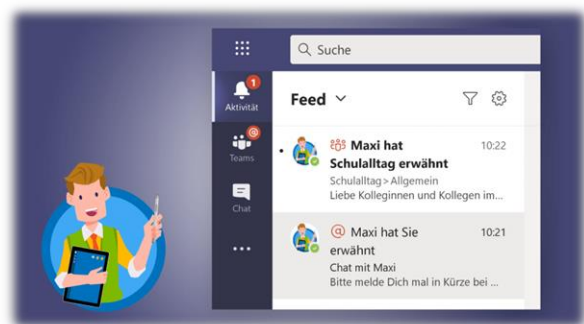 Suche
1
Aktivität
@
Teams
Chat
Feed
Maxi hat 10:22
Schulalltag erwähnt
Schulalltag > Allgemein
Liebe Kolleginnen und Kollegen im...
@ Maxi hat Sie 10:21
erwähnt
Chat mit Maxi
Bitte melde Dich mal in Kürze bei ...